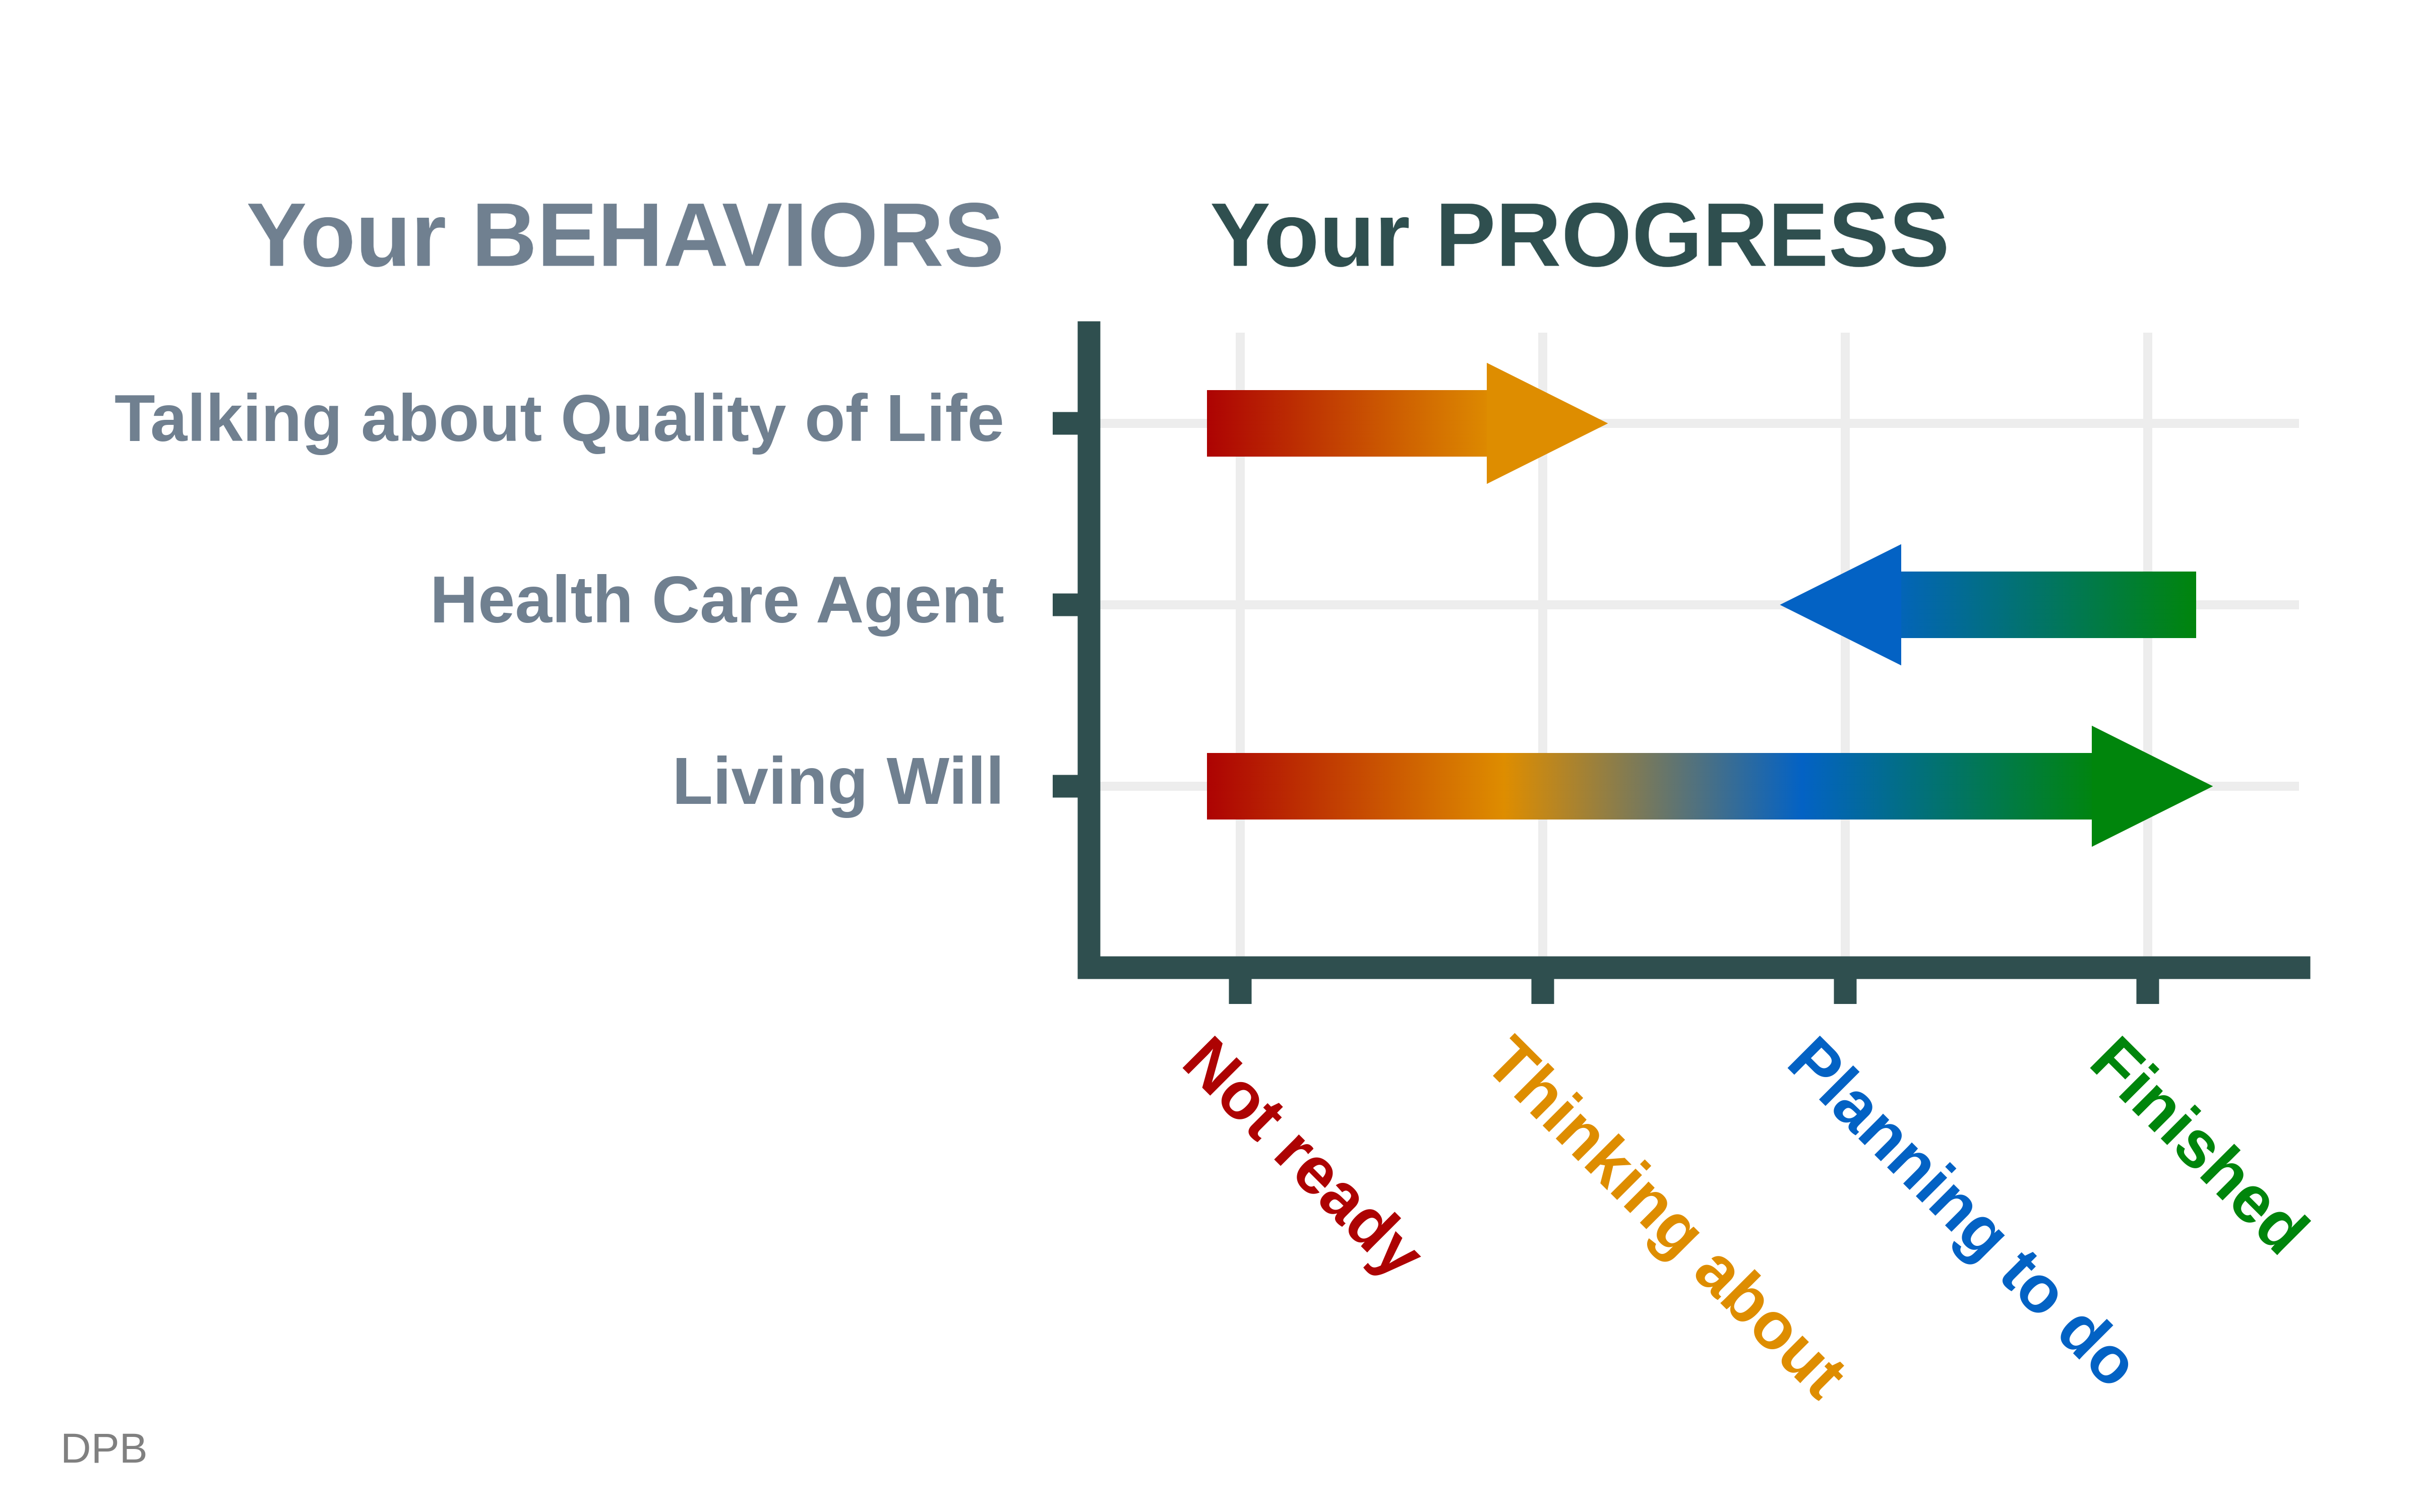 Your BEHAVIORS
Your PROGRESS
Talking about Quality of Life
Health Care Agent
Living Will
Not ready
Thinking about
Planning to do
Finished
DPB